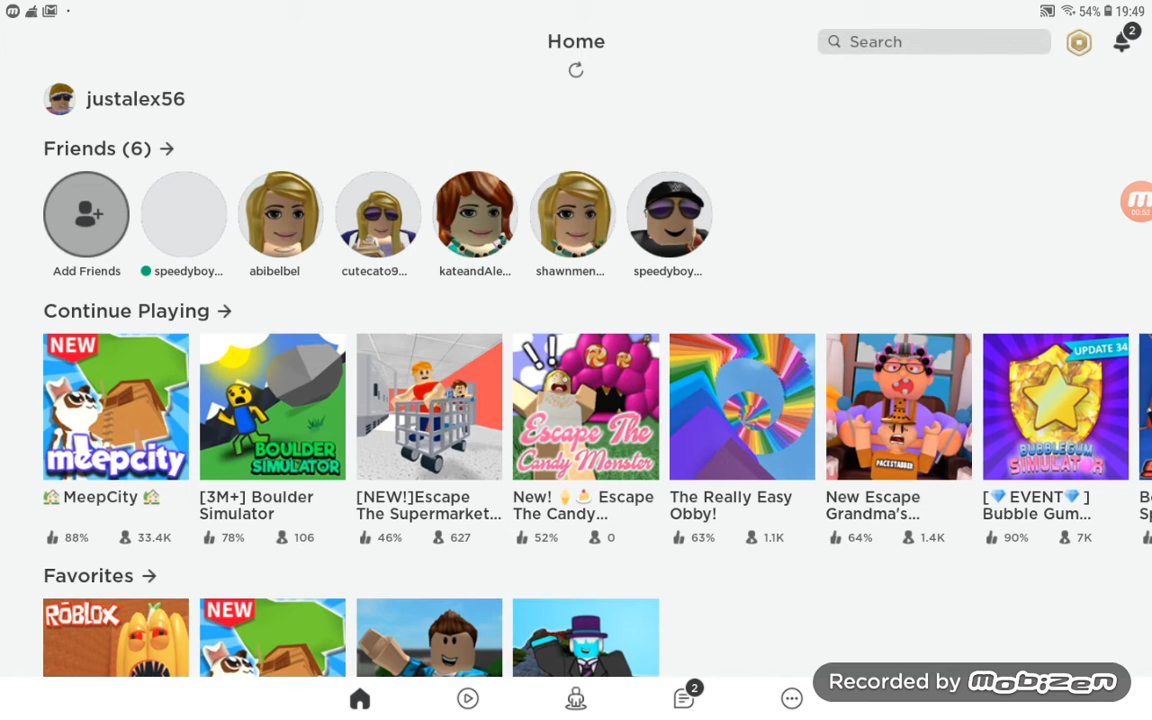 54% 19:49
Home
Search
2
justalex56
Friends (6) →
03:53
Add Friends
speedyboy...
abibelbel
cutecato9...
kateandAle...
shawnmen...
speedyboy...
Continue Playing →
NEW
meepcity
BOULDER
SIMULATOR
!!
Escape The
Candy Monster
PACKSTABBER
UPDATE 34
BUBBLEGUM
SIMULATOR
MeepCity
[3M+] Boulder
Simulator
[NEW!]Escape
The Supermarket...
New! Escape
The Candy...
The Really Easy
Obby!
New Escape
Grandma's...
[💎EVENT💎]
Bubble Gum...
88% 33.4K
78% 106
46% 627
52% 0
63% 1.1K
64% 1.4K
90% 7K
Favorites →
ROBLOX
NEW
2
Recorded by mobizen